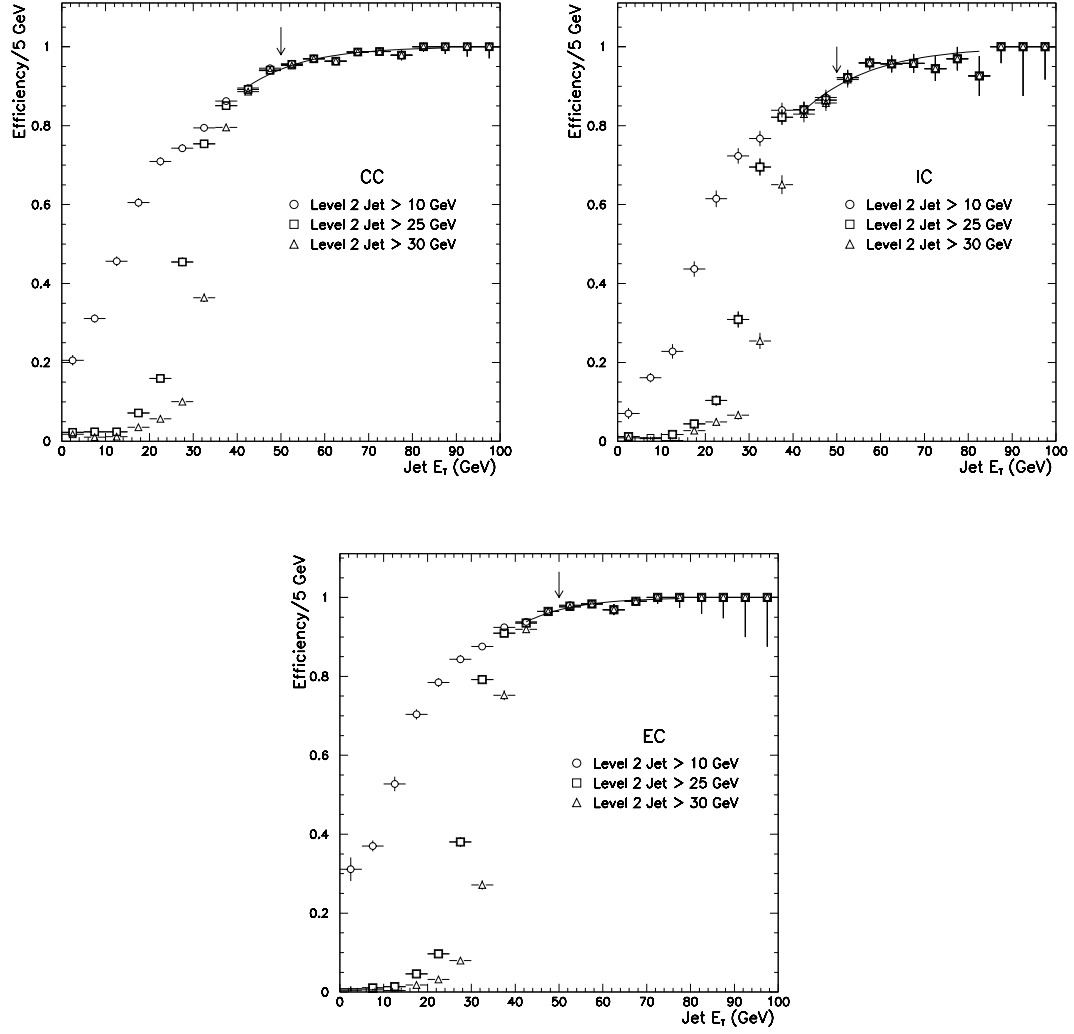 Efficiency/5 GeV
1
0.8
0.6
0.4
0.2
0
CC
Level 2 Jet > 10 GeV
Level 2 Jet > 25 GeV
Level 2 Jet > 30 GeV
0 10 20 30 40 50 60 70 80 90 100
Jet E_T (GeV)
Efficiency/5 GeV
1
0.8
0.6
0.4
0.2
0
IC
Level 2 Jet > 10 GeV
Level 2 Jet > 25 GeV
Level 2 Jet > 30 GeV
0 10 20 30 40 50 60 70 80 90 100
Jet E_T (GeV)
Efficiency/5 GeV
1
0.8
0.6
0.4
0.2
0
EC
Level 2 Jet > 10 GeV
Level 2 Jet > 25 GeV
Level 2 Jet > 30 GeV
0 10 20 30 40 50 60 70 80 90 100
Jet E_T (GeV)